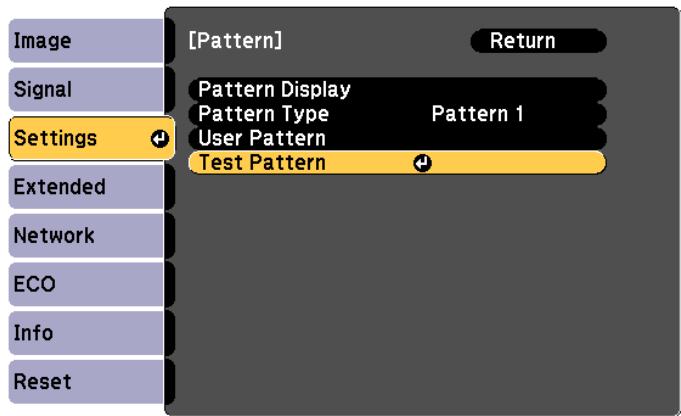 Image
Signal
Settings
Extended
Network
ECO
Info
Reset
[Pattern] Return
Pattern Display
Pattern Type Pattern 1
User Pattern
Test Pattern